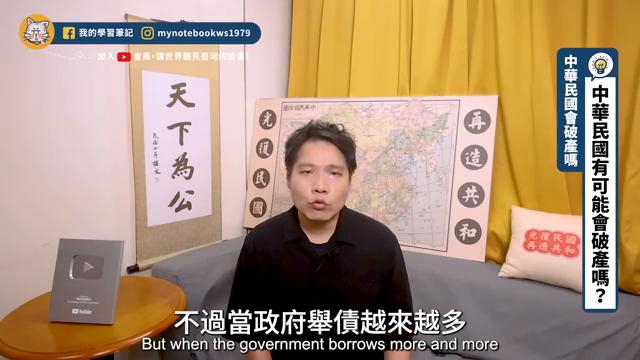 我的學習筆記 mynotebookws1979
加入 YouTube 會員，讓世界聽見臺灣的故事！
中華民國有可能會破產嗎？
中華民國會破產嗎
天下為公
光復民國
再造共和
光復民國
再造共和
YouTube
不過當政府舉債越來越多
But when the government borrows more and more